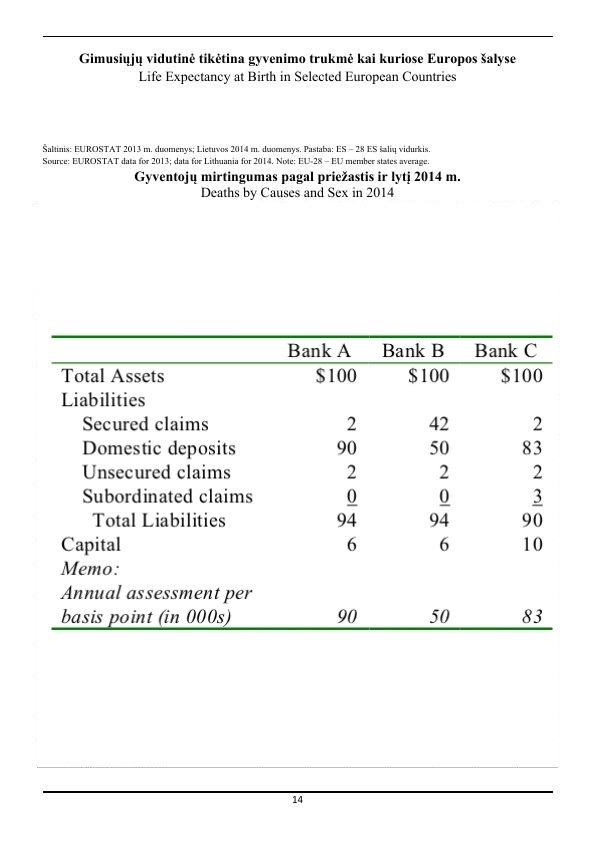 Gimusiųjų vidutinė tikėtina gyvenimo trukmė kai kuriose Europos šalyse
Life Expectancy at Birth in Selected European Countries
Šaltinis: EUROSTAT 2013 m. duomenys; Lietuvos 2014 m. duomenys. Pastaba: ES – 28 ES šalių vidurkis.
Source: EUROSTAT data for 2013; data for Lithuania for 2014. Note: EU-28 – EU member states average.
Gyventojų mirtingumas pagal priežastis ir lytį 2014 m.
Deaths by Causes and Sex in 2014
Bank A Bank B Bank C
Total Assets $100 $100 $100
Liabilities
Secured claims 2 42 2
Domestic deposits 90 50 83
Unsecured claims 2 2 2
Subordinated claims 0 0 3
Total Liabilities 94 94 90
Capital 6 6 10
Memo:
Annual assessment per
basis point (in 000s) 90 50 83
14